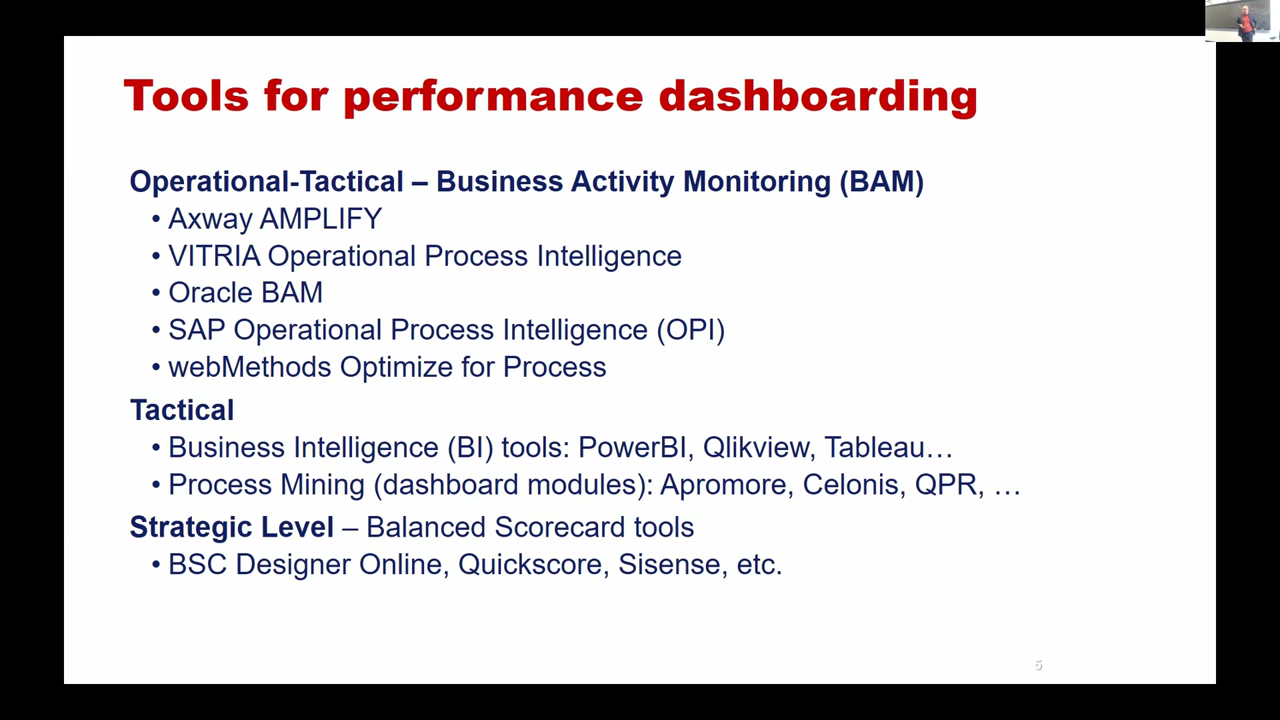 Tools for performance dashboarding
Operational-Tactical – Business Activity Monitoring (BAM)
• Axway AMPLIFY
• VITRIA Operational Process Intelligence
• Oracle BAM
• SAP Operational Process Intelligence (OPI)
• webMethods Optimize for Process
Tactical
• Business Intelligence (BI) tools: PowerBI, Qlikview, Tableau…
• Process Mining (dashboard modules): Apromore, Celonis, QPR, …
Strategic Level – Balanced Scorecard tools
• BSC Designer Online, Quickscore, Sisense, etc.
5